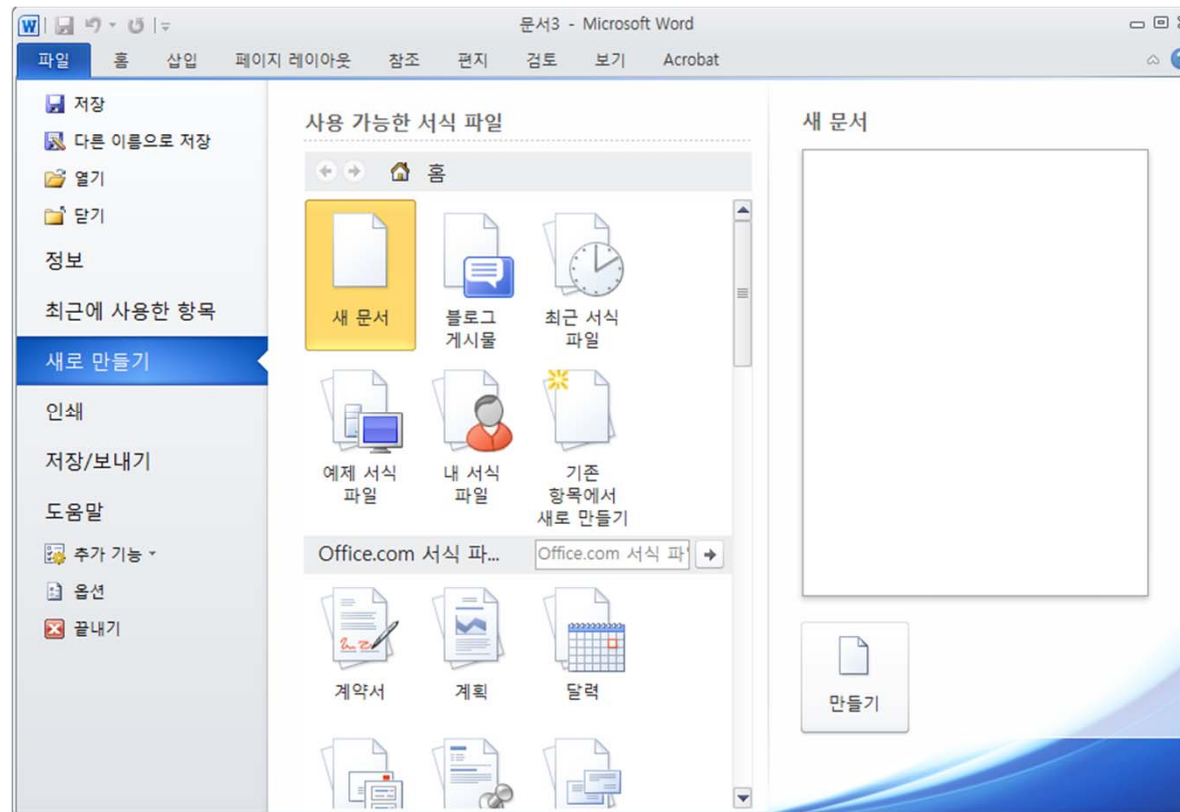 문서3 - Microsoft Word
파일 홈 삽입 페이지 레이아웃 참조 편지 검토 보기 Acrobat
저장
다른 이름으로 저장
열기
닫기
정보
최근에 사용한 항목
새로 만들기
인쇄
저장/보내기
도움말
추가 기능
옵션
끝내기
사용 가능한 서식 파일
홈
새 문서
블로그
게시물
최근 서식
파일
예제 서식
파일
내 서식
파일
기존
항목에서
새로 만들기
Office.com 서식 파...
Office.com 서식 파
계약서
계획
달력
새 문서
만들기